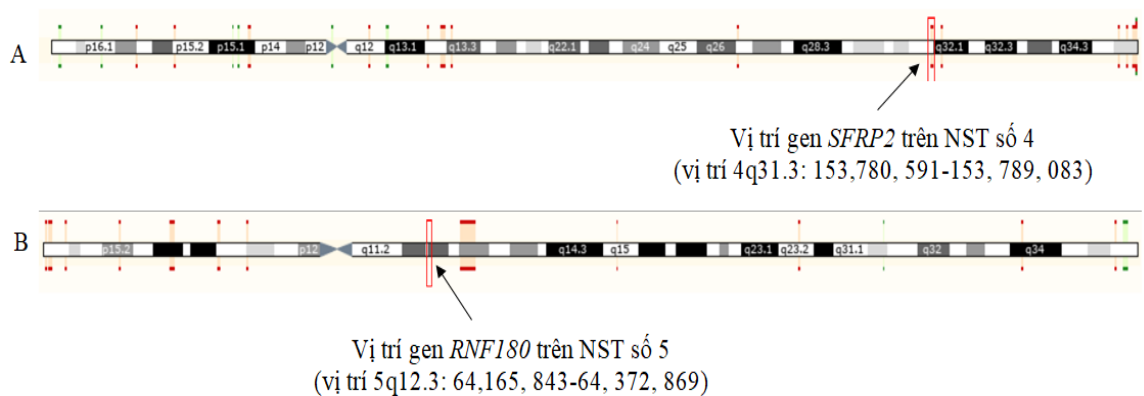 A
p16.1 p15.2 p15.1 p14 p12 q12 q13.1 q13.3 q22.1 q24 q25 q26 q28.3 q32.1 q32.3 q34.3
Vị trí gen SFRP2 trên NST số 4
(vị trí 4q31.3: 153,780, 591-153, 789, 083)
B
p15.2 p12 q11.2 q14.3 q15 q23.1 q23.2 q31.1 q32 q34
Vị trí gen RNF180 trên NST số 5
(vị trí 5q12.3: 64,165, 843-64, 372, 869)